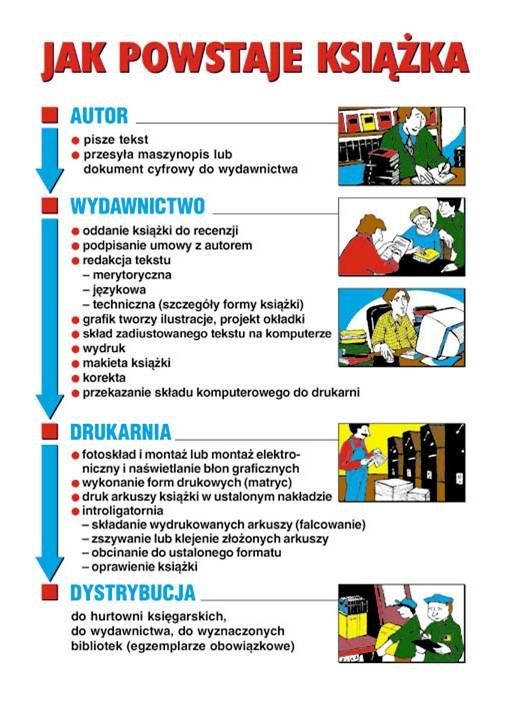 JAK POWSTAJE KSIĄŻKA
AUTOR
● pisze tekst
● przesyła maszynopis lub
dokument cyfrowy do wydawnictwa
WYDAWNICTWO
● oddanie książki do recenzji
● podpisanie umowy z autorem
● redakcja tekstu
– merytoryczna
– językowa
– techniczna (szczegóły formy książki)
● grafik tworzy ilustracje, projekt okładki
● skład zadiustowanego tekstu na komputerze
● wydruk
● makieta książki
● korekta
● przekazanie składu komputerowego do drukarni
DRUKARNIA
● fotoskład i montaż lub montaż elektro-
niczny i naświetlanie błon graficznych
● wykonanie form drukowych (matryc)
● druk arkuszy książki w ustalonym nakładzie
● introligatornia
– składanie wydrukowanych arkuszy (falcowanie)
– zszywanie lub klejenie złożonych arkuszy
– obcinanie do ustalonego formatu
– oprawienie książki
DYSTRYBUCJA
do hurtowni księgarskich,
do wydawnictwa, do wyznaczonych
bibliotek (egzemplarze obowiązkowe)